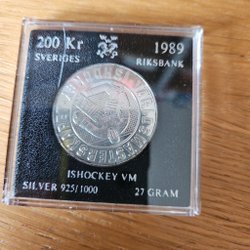 200 Kr 1989
SVERIGES RIKSBANK
ISHOCKEY VM
SILVER 925/1000 27 GRAM